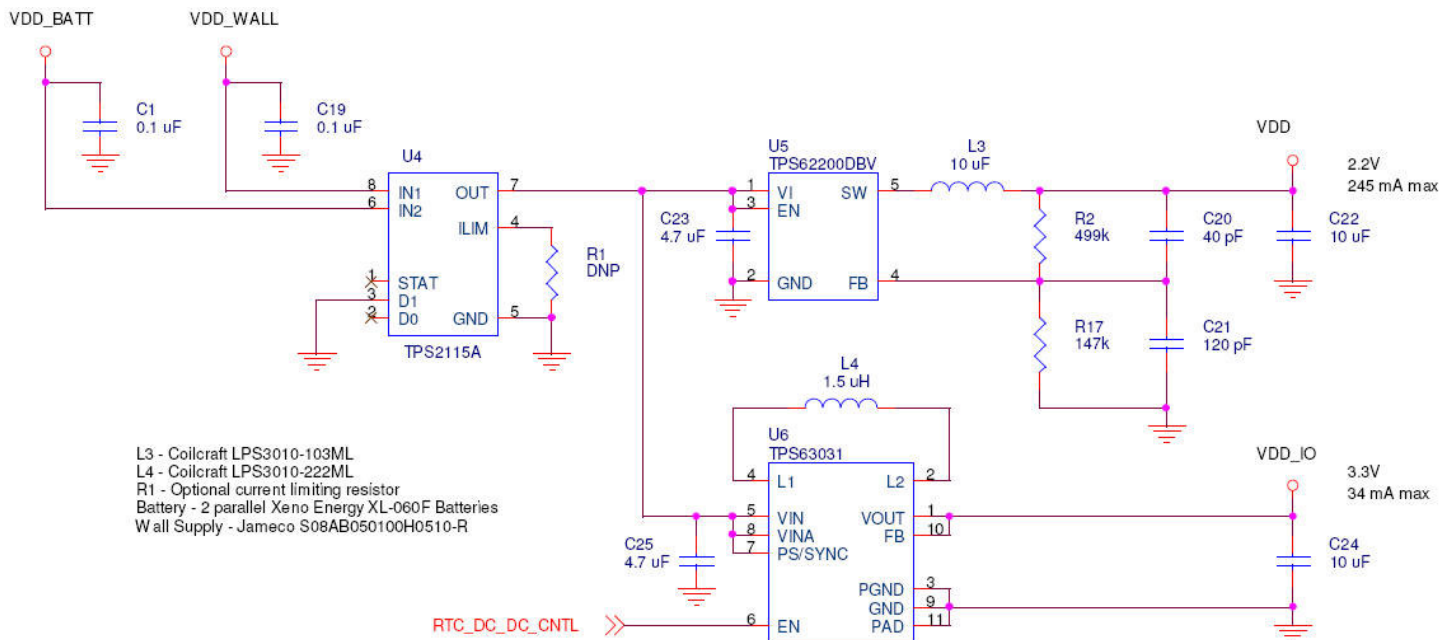 VDD_BATT
VDD_WALL
C1
0.1 uF
C19
0.1 uF
U4
8
IN1
6
IN2
OUT
7
ILIM
4
1
STAT
3
D1
2
D0
GND
5
TPS2115A
R1
DNP
U5
TPS62200DBV
1
VI
3
EN
SW
5
2
GND
FB
4
C23
4.7 uF
L3
10 uF
VDD
2.2V
245 mA max
R2
499k
C20
40 pF
C22
10 uF
R17
147k
C21
120 pF
L4
1.5 uH
U6
TPS63031
4
L1
L2
2
5
VIN
8
VINA
7
PS/SYNC
VOUT
1
FB
10
PGND
3
GND
9
PAD
11
6
EN
C25
4.7 uF
RTC_DC_DC_CNTL
VDD_IO
3.3V
34 mA max
C24
10 uF
L3 - Coilcraft LPS3010-103ML
L4 - Coilcraft LPS3010-222ML
R1 - Optional current limiting resistor
Battery - 2 parallel Xeno Energy XL-060F Batteries
Wall Supply - Jameco S08AB050100H0510-R